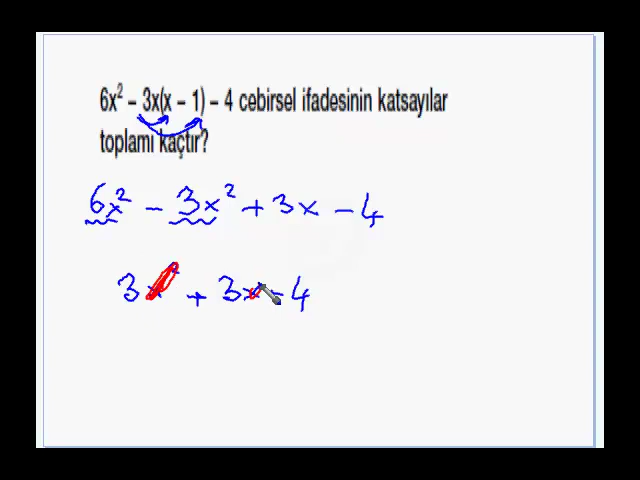 6x² − 3x(x − 1) − 4 cebirsel ifadesinin katsayılar
toplamı kaçtır?
6x² − 3x² + 3x − 4
3x² + 3x − 4